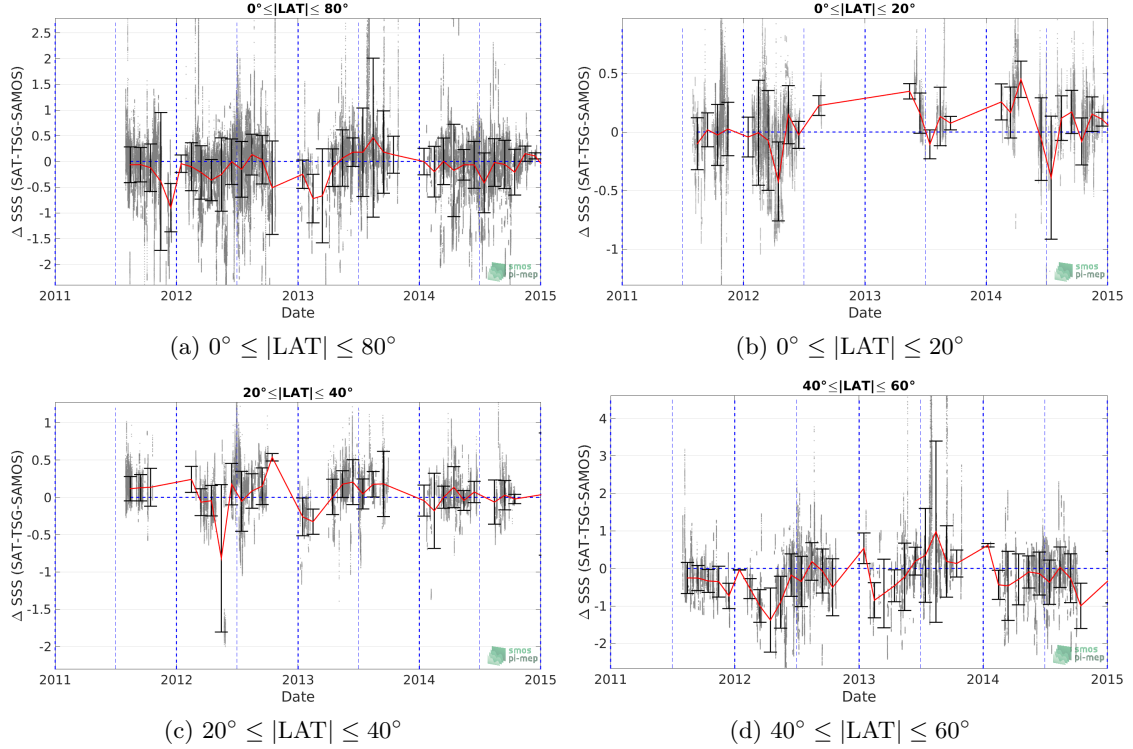 0°≤|LAT|≤ 80°
Δ SSS (SAT-TSG-SAMOS)
2.5
2
1.5
1
0.5
0
-0.5
-1
-1.5
-2
2011 2012 2013 2014 2015
Date
smos
pi-mep
(a) 0° ≤ |LAT| ≤ 80°
0°≤|LAT|≤ 20°
Δ SSS (SAT-TSG-SAMOS)
0.5
0
-0.5
-1
2011 2012 2013 2014 2015
Date
smos
pi-mep
(b) 0° ≤ |LAT| ≤ 20°
20°≤|LAT|≤ 40°
Δ SSS (SAT-TSG-SAMOS)
1
0.5
0
-0.5
-1
-1.5
-2
2011 2012 2013 2014 2015
Date
smos
pi-mep
(c) 20° ≤ |LAT| ≤ 40°
40°≤|LAT|≤ 60°
Δ SSS (SAT-TSG-SAMOS)
4
3
2
1
0
-1
-2
2011 2012 2013 2014 2015
Date
smos
pi-mep
(d) 40° ≤ |LAT| ≤ 60°